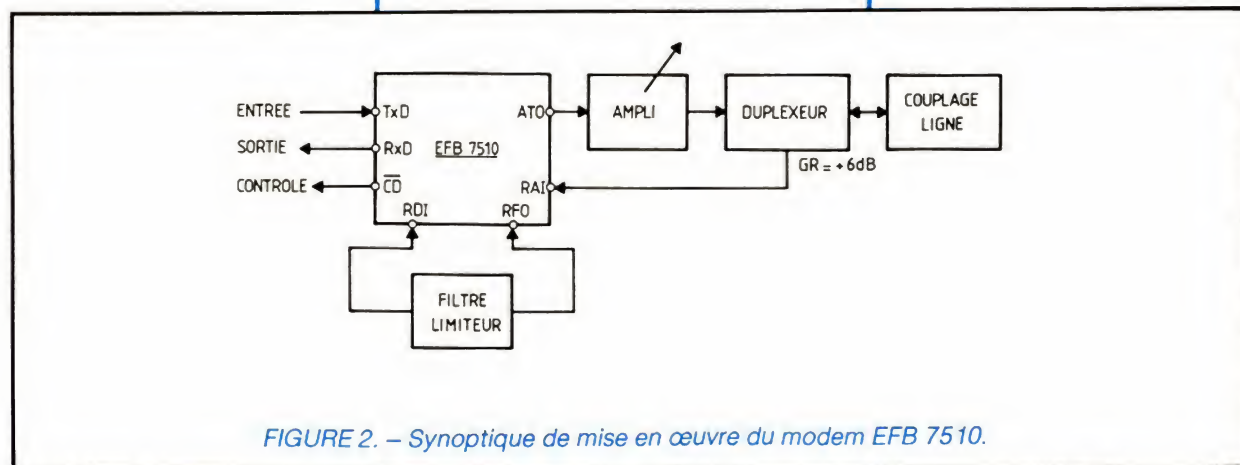 ENTREE
TxD
ATO
AMPLI
DUPLEXEUR
COUPLAGE
LIGNE
SORTIE
RxD
EFB 7510
GR = +6dB
CONTROLE
CD
RAI
RDI
RFO
FILTRE
LIMITEUR
FIGURE 2. – Synoptique de mise en œuvre du modem EFB 7510.